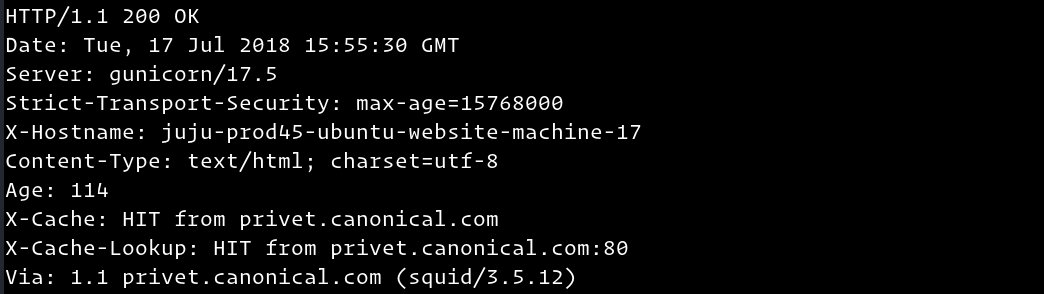 HTTP/1.1 200 OK
Date: Tue, 17 Jul 2018 15:55:30 GMT
Server: gunicorn/17.5
Strict-Transport-Security: max-age=15768000
X-Hostname: juju-prod45-ubuntu-website-machine-17
Content-Type: text/html; charset=utf-8
Age: 114
X-Cache: HIT from privet.canonical.com
X-Cache-Lookup: HIT from privet.canonical.com:80
Via: 1.1 privet.canonical.com (squid/3.5.12)